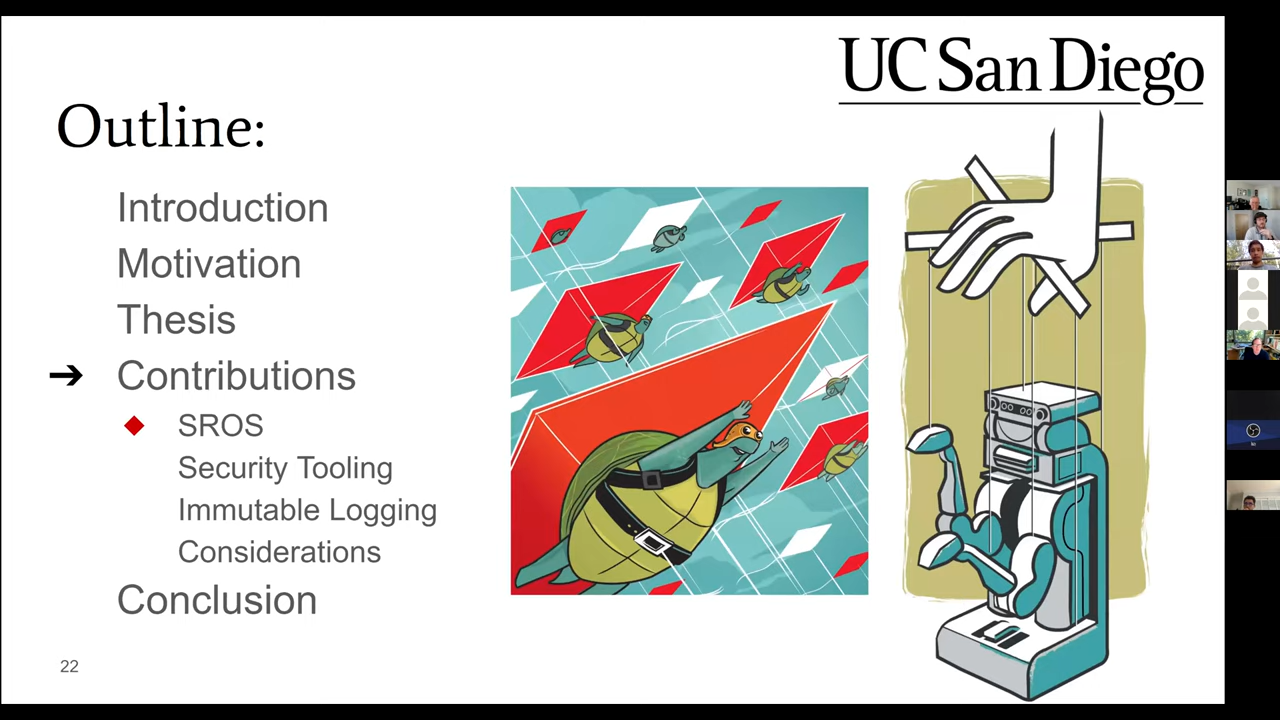 UC San Diego
Outline:
Introduction
Motivation
Thesis
➔ Contributions
SROS
Security Tooling
Immutable Logging
Considerations
Conclusion
22